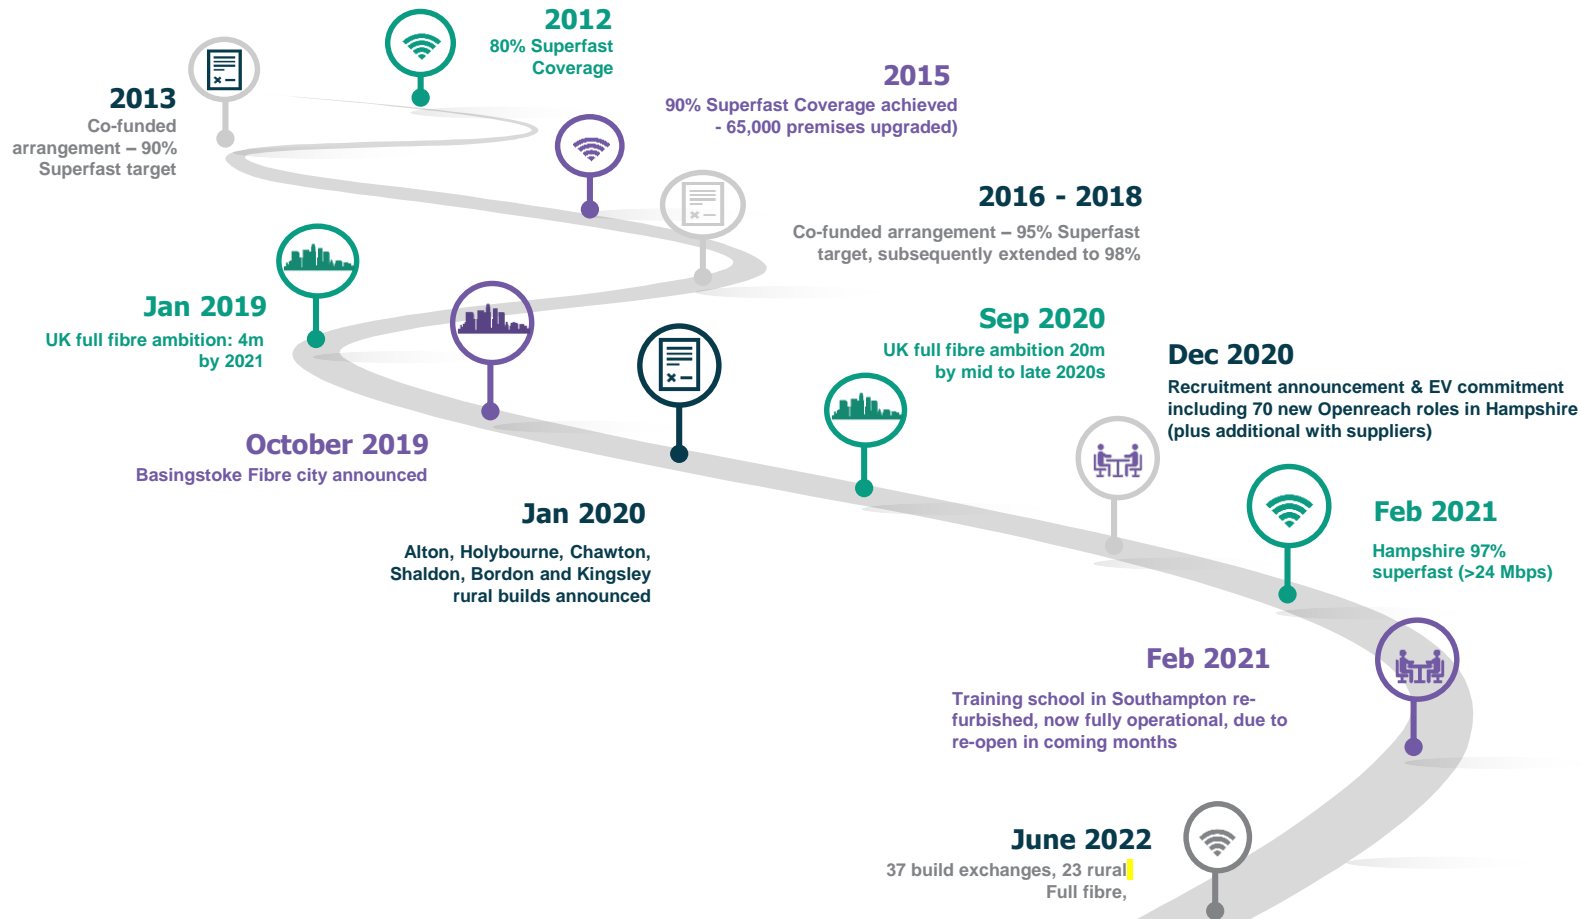 2012
80% Superfast
Coverage
2013
Co-funded
arrangement – 90%
Superfast target
2015
90% Superfast Coverage achieved
- 65,000 premises upgraded)
2016 - 2018
Co-funded arrangement – 95% Superfast
target, subsequently extended to 98%
Jan 2019
UK full fibre ambition: 4m
by 2021
October 2019
Basingstoke Fibre city announced
Jan 2020
Alton, Holybourne, Chawton,
Shaldon, Bordon and Kingsley
rural builds announced
Sep 2020
UK full fibre ambition 20m
by mid to late 2020s
Dec 2020
Recruitment announcement & EV commitment
including 70 new Openreach roles in Hampshire
(plus additional with suppliers)
Feb 2021
Hampshire 97%
superfast (>24 Mbps)
Feb 2021
Training school in Southampton re-
furbished, now fully operational, due to
re-open in coming months
June 2022
37 build exchanges, 23 rural
Full fibre,